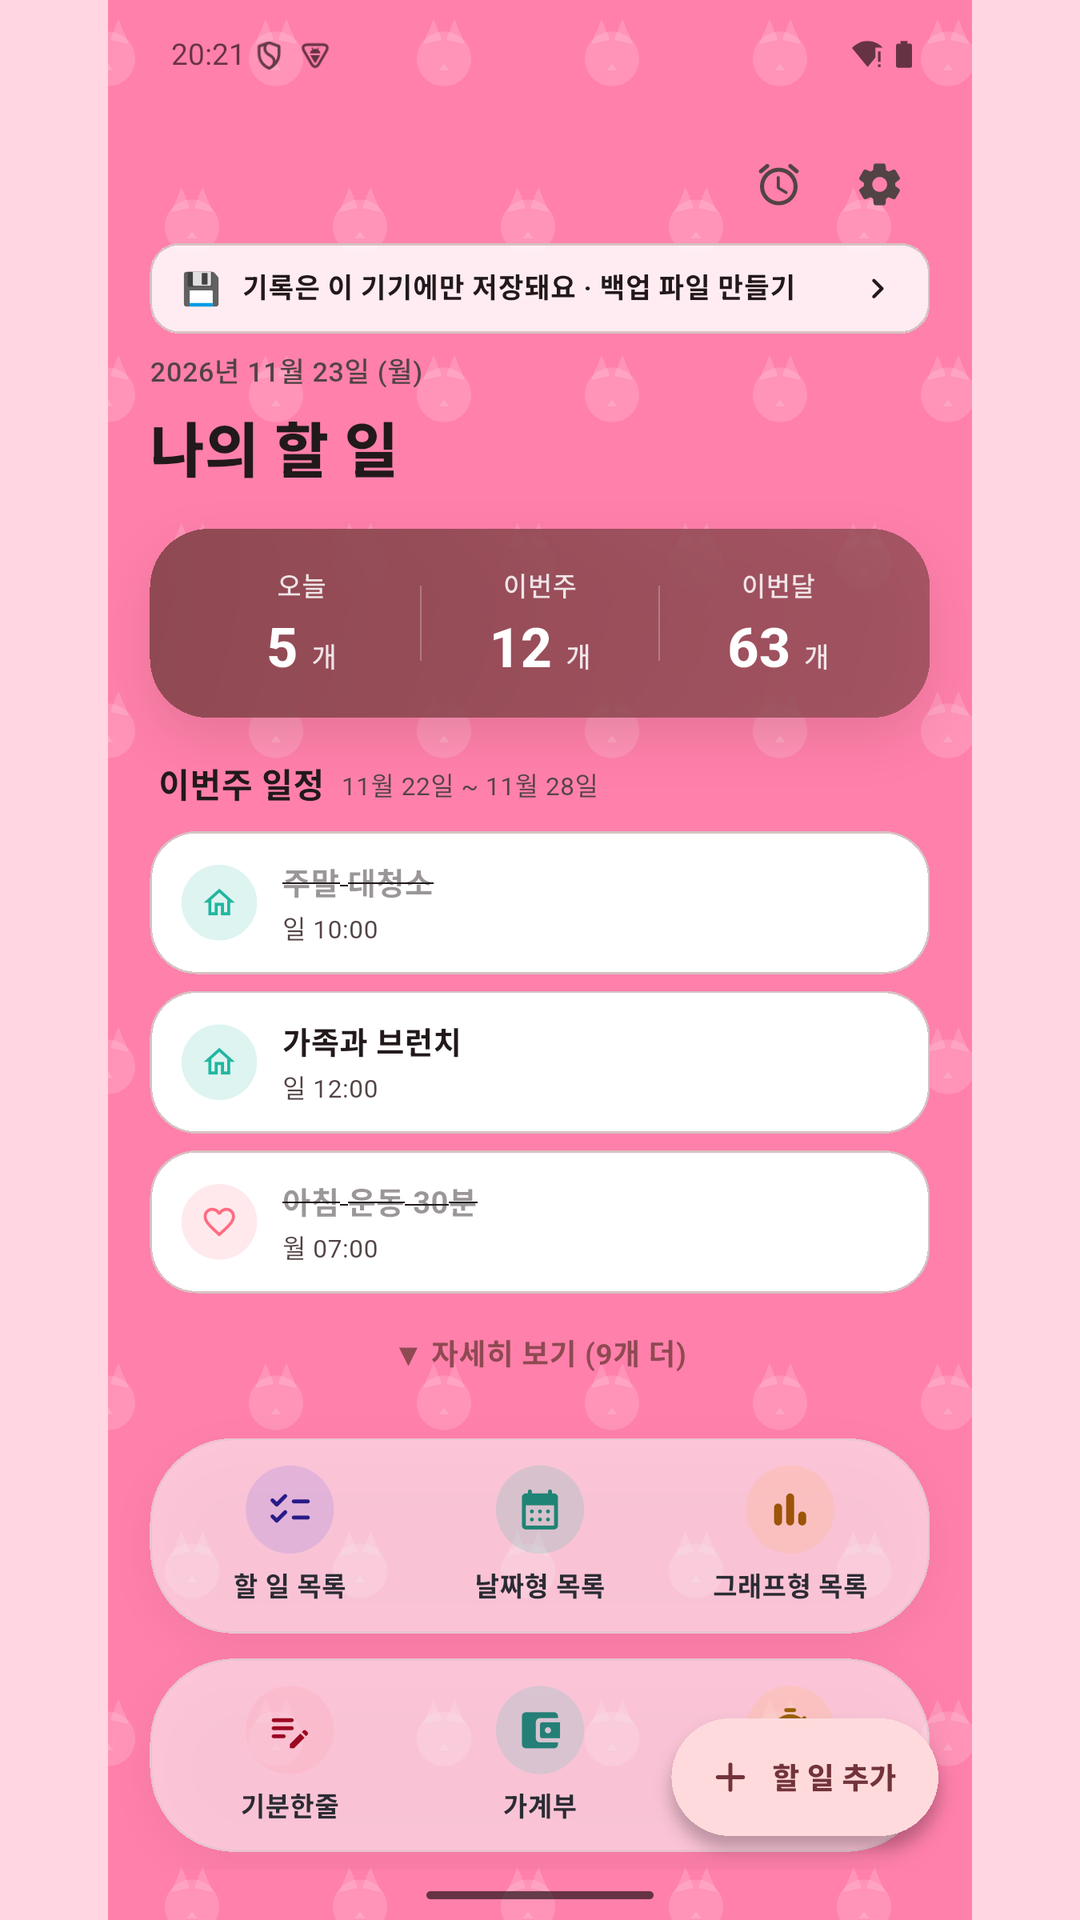 20:21
기록은 이 기기에만 저장돼요 · 백업 파일 만들기
2026년 11월 23일 (월)
나의 할 일
오늘
5 개
이번주
12 개
이번달
63 개
이번주 일정 11월 22일 ~ 11월 28일
주말 대청소
일 10:00
가족과 브런치
일 12:00
아침 운동 30분
월 07:00
▼ 자세히 보기 (9개 더)
할 일 목록
날짜형 목록
그래프형 목록
기분한줄
가계부
+ 할 일 추가